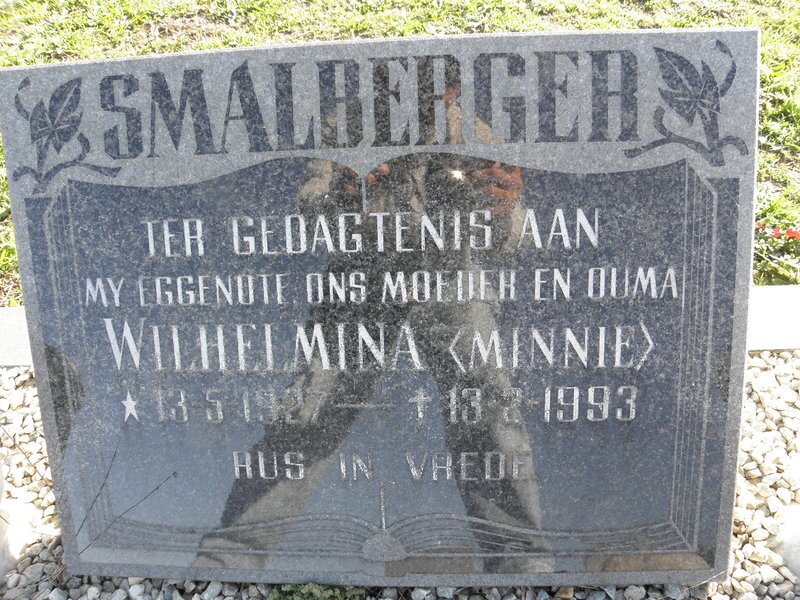 SMALBERGER
TER GEDAGTENIS AAN
MY EGGENOTE, ONS MOEDER EN OUMA
WILHELMINA <MINNIE>
★ 13-5-1927 — † 13-2-1993
RUS IN VREDE